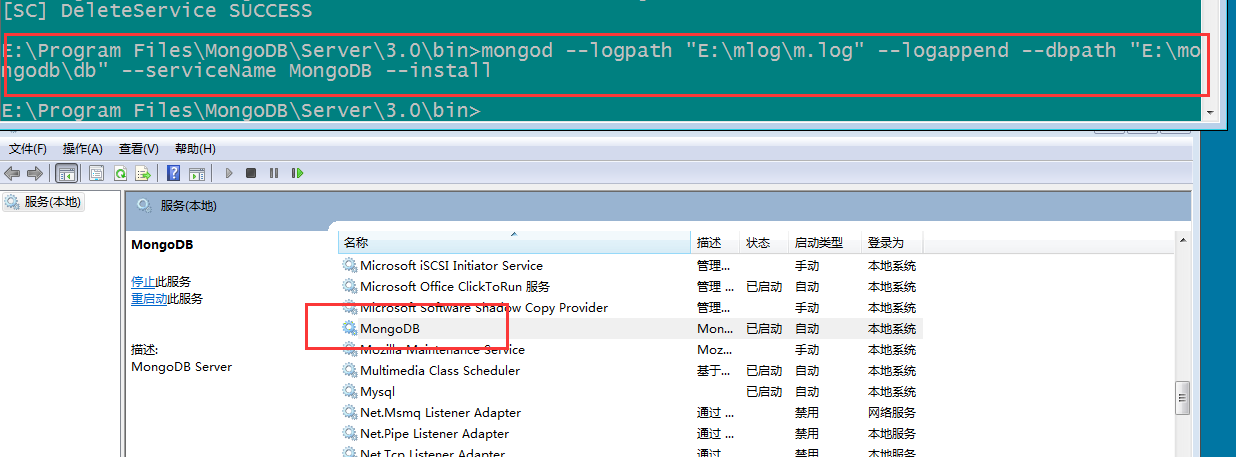 [SC] DeleteService SUCCESS
E:\Program Files\MongoDB\Server\3.0\bin>mongod --logpath "E:\mlog\m.log" --logappend --dbpath "E:\mo
ngodb\db" --serviceName MongoDB --install
E:\Program Files\MongoDB\Server\3.0\bin>
文件(F) 操作(A) 查看(V) 帮助(H)
服务(本地)
服务(本地)
MongoDB
停止此服务
重启动此服务
描述:
MongoDB Server
名称 描述 状态 启动类型 登录为
Microsoft iSCSI Initiator Service 管理... 手动 本地系统
Microsoft Office ClickToRun 服务 管理 ... 已启动 自动 本地系统
Microsoft Software Shadow Copy Provider 管理... 手动 本地系统
MongoDB Mon... 已启动 自动 本地系统
Mozilla Maintenance Service Moz... 手动 本地系统
Multimedia Class Scheduler 基于... 已启动 自动 本地系统
Mysql 已启动 自动 本地系统
Net.Msmq Listener Adapter 通过 ... 禁用 网络服务
Net.Pipe Listener Adapter 通过 ... 禁用 本地服务
Net.Tcp Listener Adapter 通过 ... 禁用 本地服务